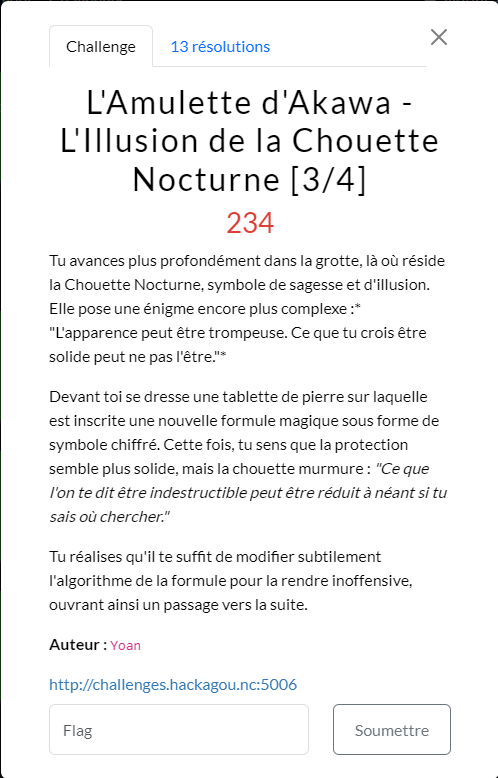 Challenge
13 résolutions
L'Amulette d'Akawa -
L'Illusion de la Chouette
Nocturne [3/4]
234
Tu avances plus profondément dans la grotte, là où réside
la Chouette Nocturne, symbole de sagesse et d'illusion.
Elle pose une énigme encore plus complexe :*
"L'apparence peut être trompeuse. Ce que tu crois être
solide peut ne pas l'être."*
Devant toi se dresse une tablette de pierre sur laquelle
est inscrite une nouvelle formule magique sous forme de
symbole chiffré. Cette fois, tu sens que la protection
semble plus solide, mais la chouette murmure : "Ce que
l'on te dit être indestructible peut être réduit à néant si tu
sais où chercher."
Tu réalises qu'il te suffit de modifier subtilement
l'algorithme de la formule pour la rendre inoffensive,
ouvrant ainsi un passage vers la suite.
Auteur : Yoan
http://challenges.hackagou.nc:5006
Flag
Soumettre